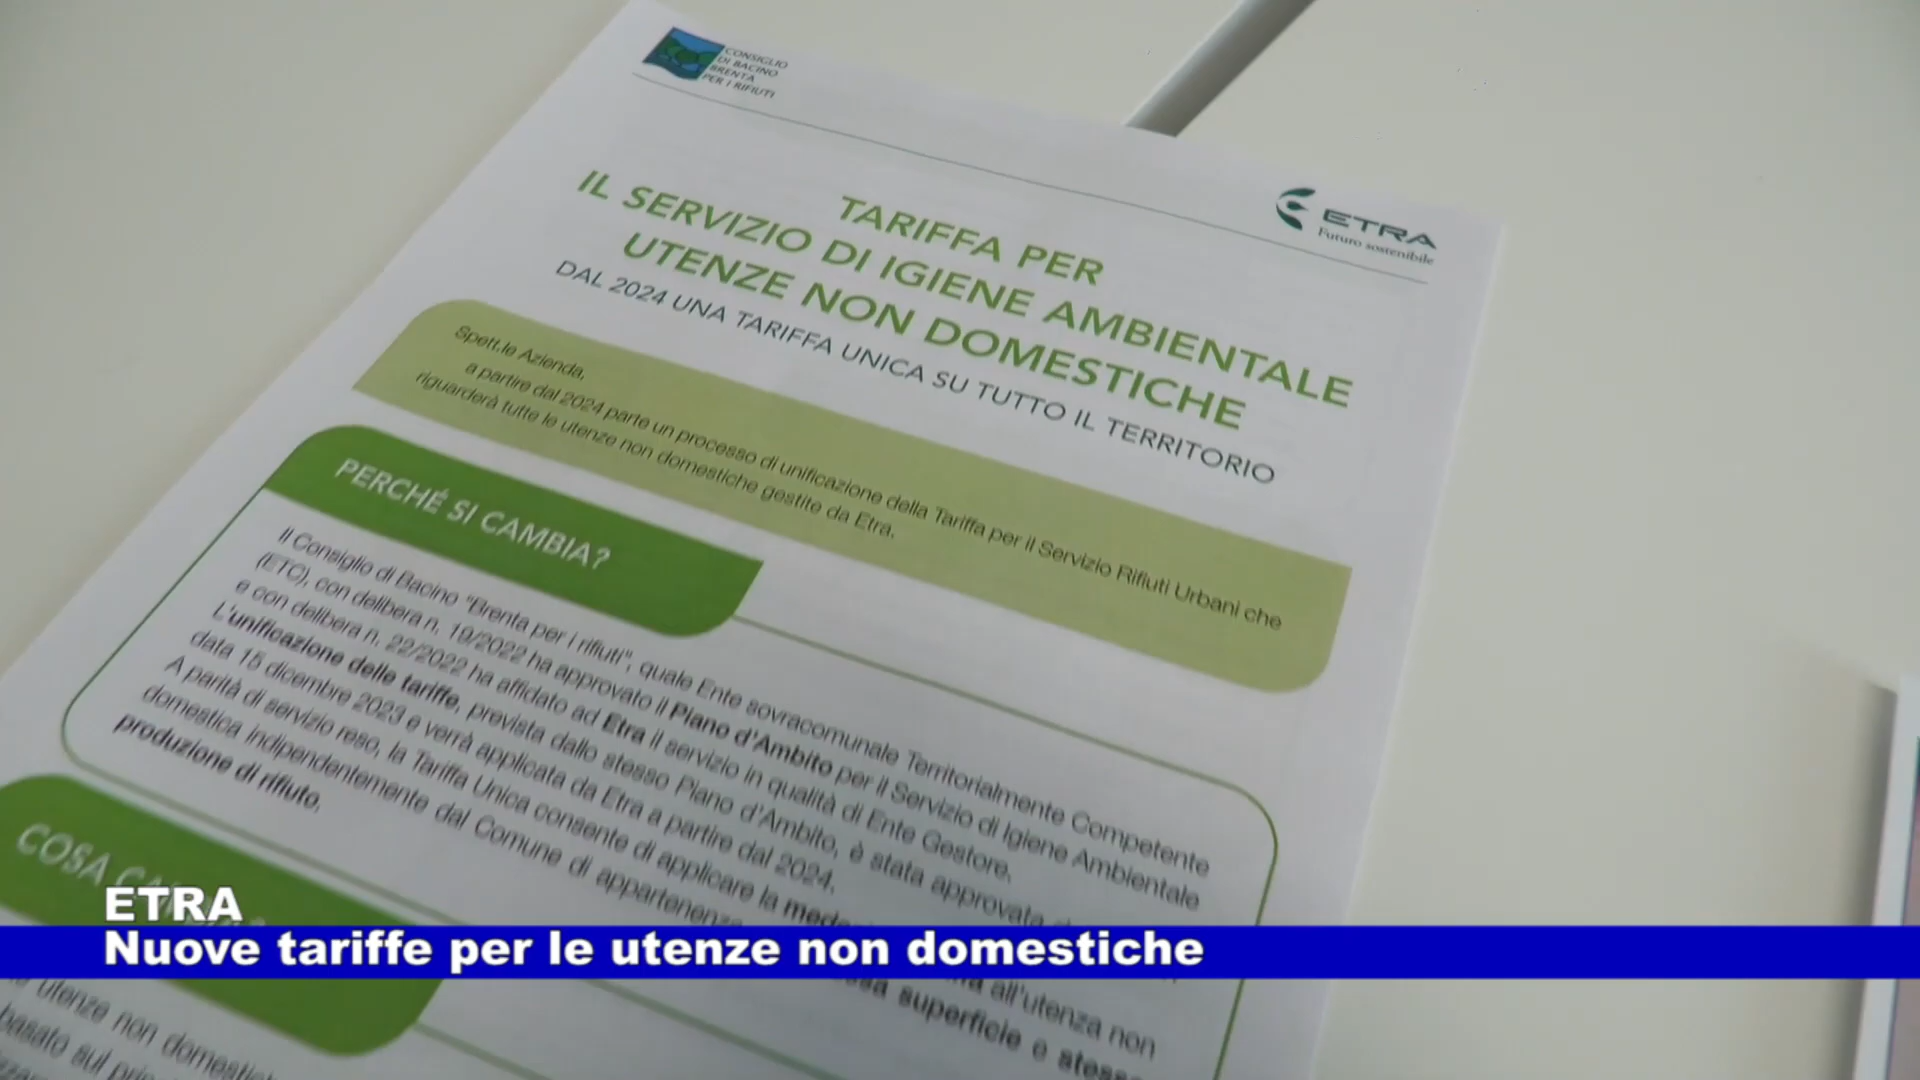 CONSIGLIO
DI BACINO
BRENTA
PER I RIFIUTI
ETRA
Futuro sostenibile
TARIFFA PER
IL SERVIZIO DI IGIENE AMBIENTALE
UTENZE NON DOMESTICHE
DAL 2024 UNA TARIFFA UNICA SU TUTTO IL TERRITORIO
Spett.le Azienda,
a partire dal 2024 parte un processo di unificazione della Tariffa per il Servizio Rifiuti Urbani che
riguarderà tutte le utenze non domestiche gestite da Etra.
PERCHÉ SI CAMBIA?
Il Consiglio di Bacino "Brenta per i rifiuti", quale Ente sovracomunale Territorialmente Competente
(ETC), con delibera n. 19/2022 ha approvato il Piano d'Ambito per il Servizio di Igiene Ambientale
e con delibera n. 22/2022 ha affidato ad Etra il servizio in qualità di Ente Gestore.
L'unificazione delle tariffe, prevista dallo stesso Piano d'Ambito, è stata approvata
data 15 dicembre 2023 e verrà applicata da Etra a partire dal 2024.
A parità di servizio reso, la Tariffa Unica consente di applicare la all'utenza non
domestica indipendentemente dal Comune di appartenenza superficie e
produzione di rifiuto.
COSA
utenze non
basato sul
ETRA
Nuove tariffe per le utenze non domestiche